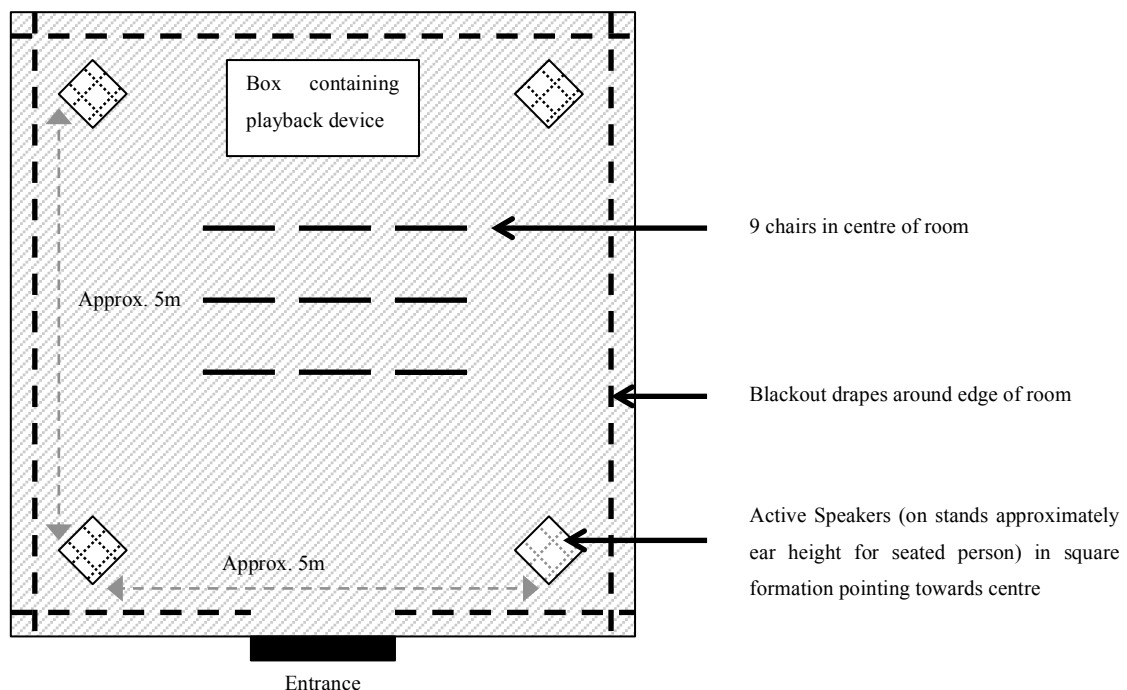 Box containing
playback device
9 chairs in centre of room
Approx. 5m
Blackout drapes around edge of room
Active Speakers (on stands approximately
ear height for seated person) in square
formation pointing towards centre
Approx. 5m
Entrance